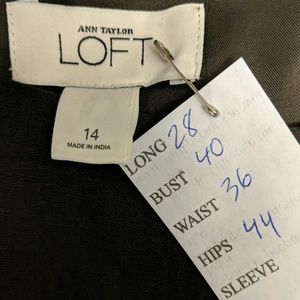 ANN TAYLOR
LOFT
14
MADE IN INDIA
LONG 28
BUST 40
WAIST 36
HIPS 44
SLEEVE